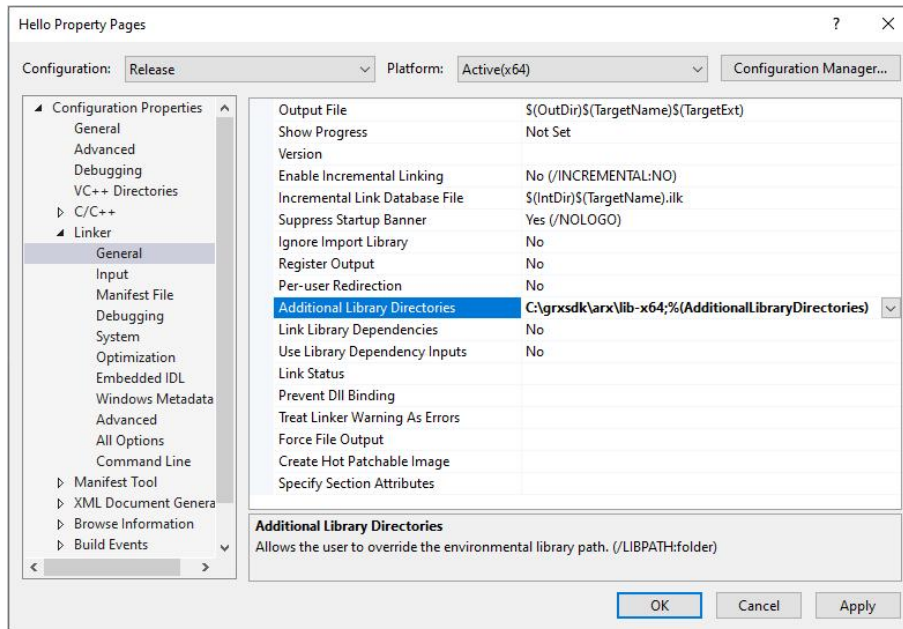 Hello Property Pages
Configuration: Release Platform: Active(x64) Configuration Manager...
Configuration Properties
General
Advanced
Debugging
VC++ Directories
C/C++
Linker
General
Input
Manifest File
Debugging
System
Optimization
Embedded IDL
Windows Metadata
Advanced
All Options
Command Line
Manifest Tool
XML Document Genera
Browse Information
Build Events
Output File $(OutDir)$(TargetName)$(TargetExt)
Show Progress Not Set
Version
Enable Incremental Linking No (/INCREMENTAL:NO)
Incremental Link Database File $(IntDir)$(TargetName).ilk
Suppress Startup Banner Yes (/NOLOGO)
Ignore Import Library No
Register Output No
Per-user Redirection No
Additional Library Directories C:\grxsdk\arx\lib-x64;%(AdditionalLibraryDirectories)
Link Library Dependencies No
Use Library Dependency Inputs No
Link Status
Prevent Dll Binding
Treat Linker Warning As Errors
Force File Output
Create Hot Patchable Image
Specify Section Attributes
Additional Library Directories
Allows the user to override the environmental library path. (/LIBPATH:folder)
OK Cancel Apply